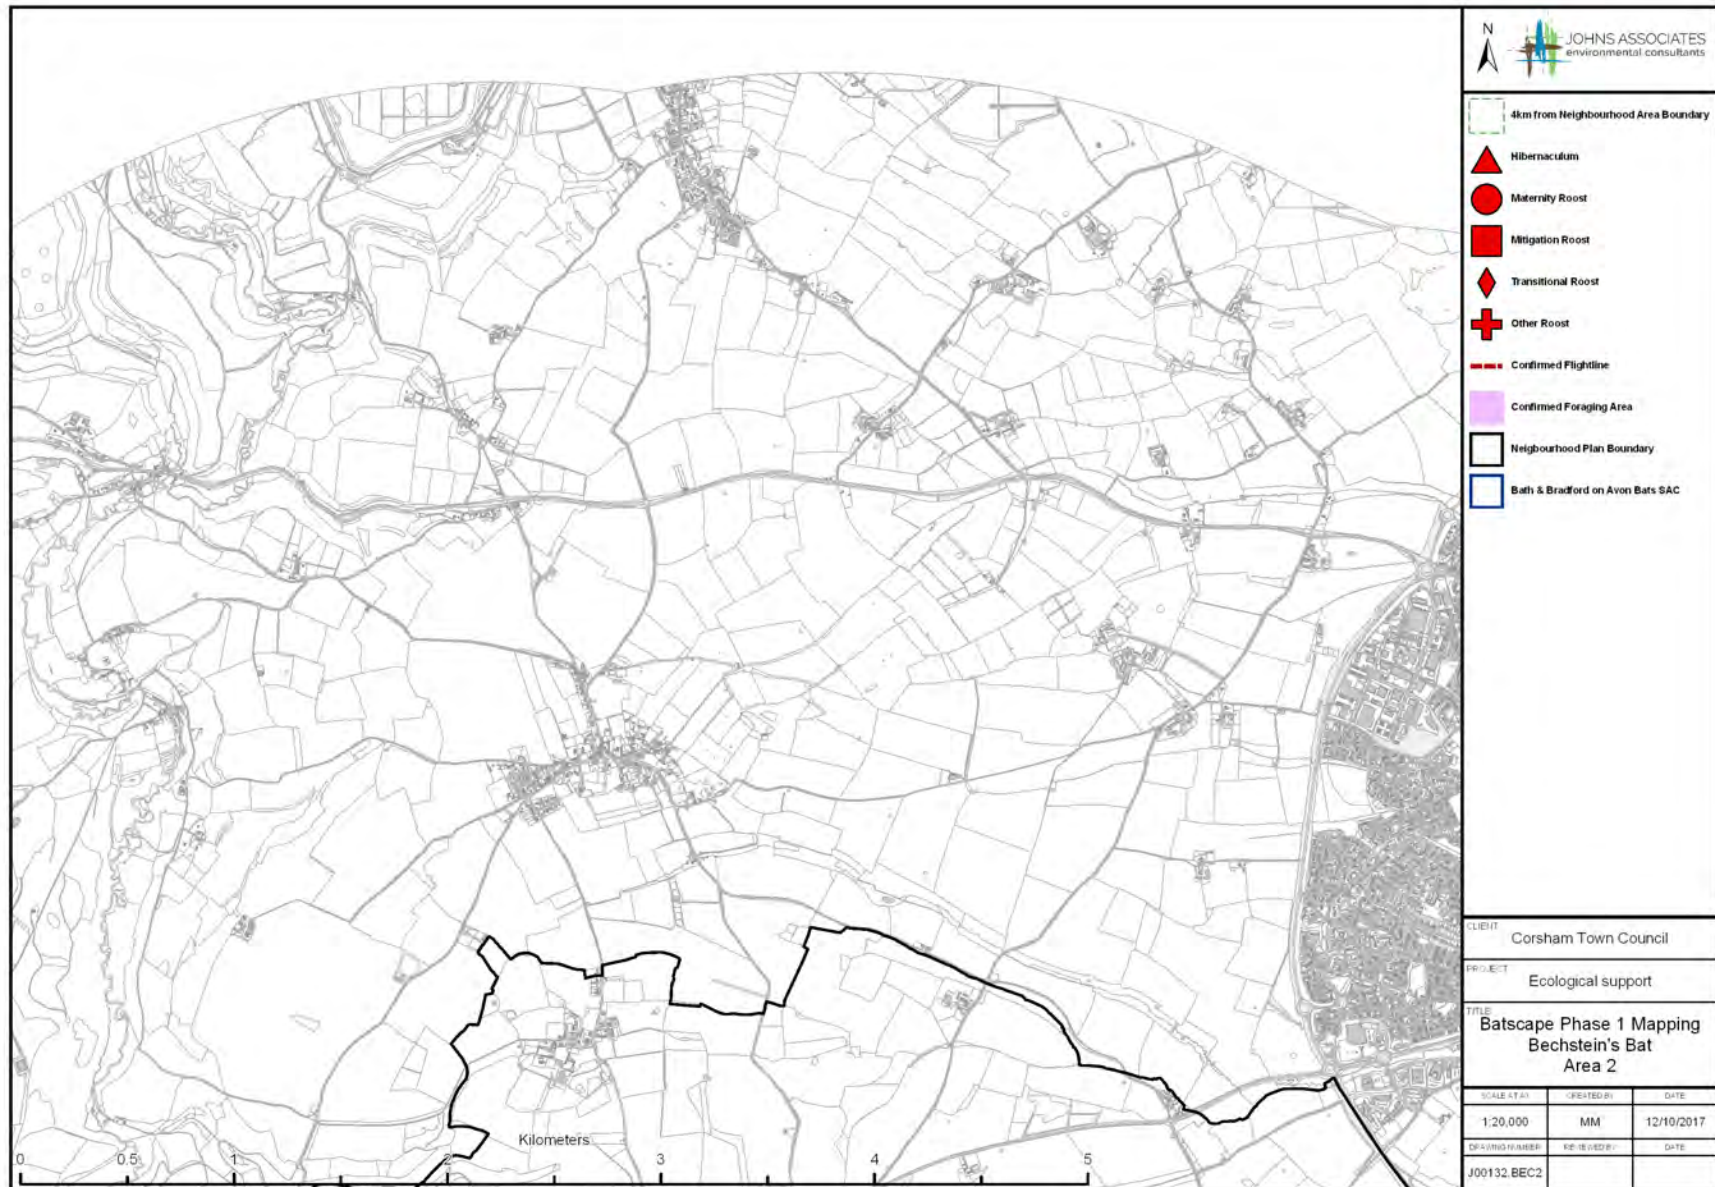 N
JOHNS ASSOCIATES
environmental consultants
4km from Neighbourhood Area Boundary
Hibernaculum
Maternity Roost
Mitigation Roost
Transitional Roost
Other Roost
Confirmed Flightline
Confirmed Foraging Area
Neigbourhood Plan Boundary
Bath & Bradford on Avon Bats SAC
CLIENT
Corsham Town Council
PROJECT
Ecological support
TITLE
Batscape Phase 1 Mapping
Bechstein's Bat
Area 2
SCALE AT A3 CREATED BY DATE
1:20,000 MM 12/10/2017
DRAWING NUMBER REVIEWED BY DATE
J00132.BEC2
Kilometers
0 0.5 1 2 3 4 5